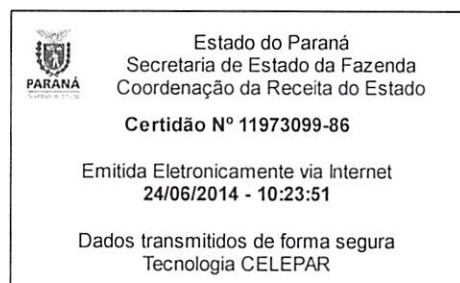 PARANÁ
Estado do Paraná
Secretaria de Estado da Fazenda
Coordenação da Receita do Estado
Certidão Nº 11973099-86
Emitida Eletronicamente via Internet
24/06/2014 - 10:23:51
Dados transmitidos de forma segura
Tecnologia CELEPAR